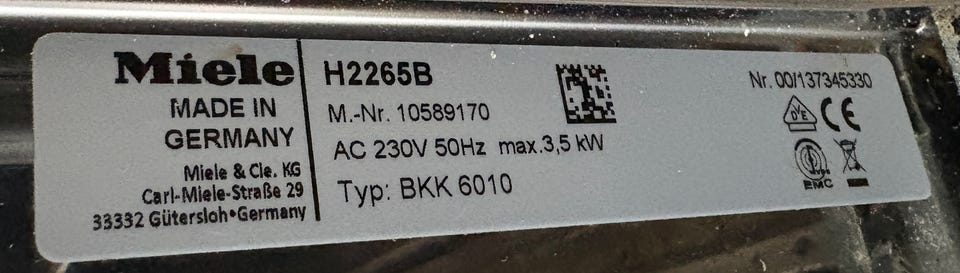 Miele
MADE IN
GERMANY
Miele & Cie. KG
Carl-Miele-Straße 29
33332 Gütersloh•Germany
H2265B
M.-Nr. 10589170
AC 230V 50Hz max.3,5 kW
Typ: BKK 6010
Nr. 00/137345330
DVE
CE
EMC